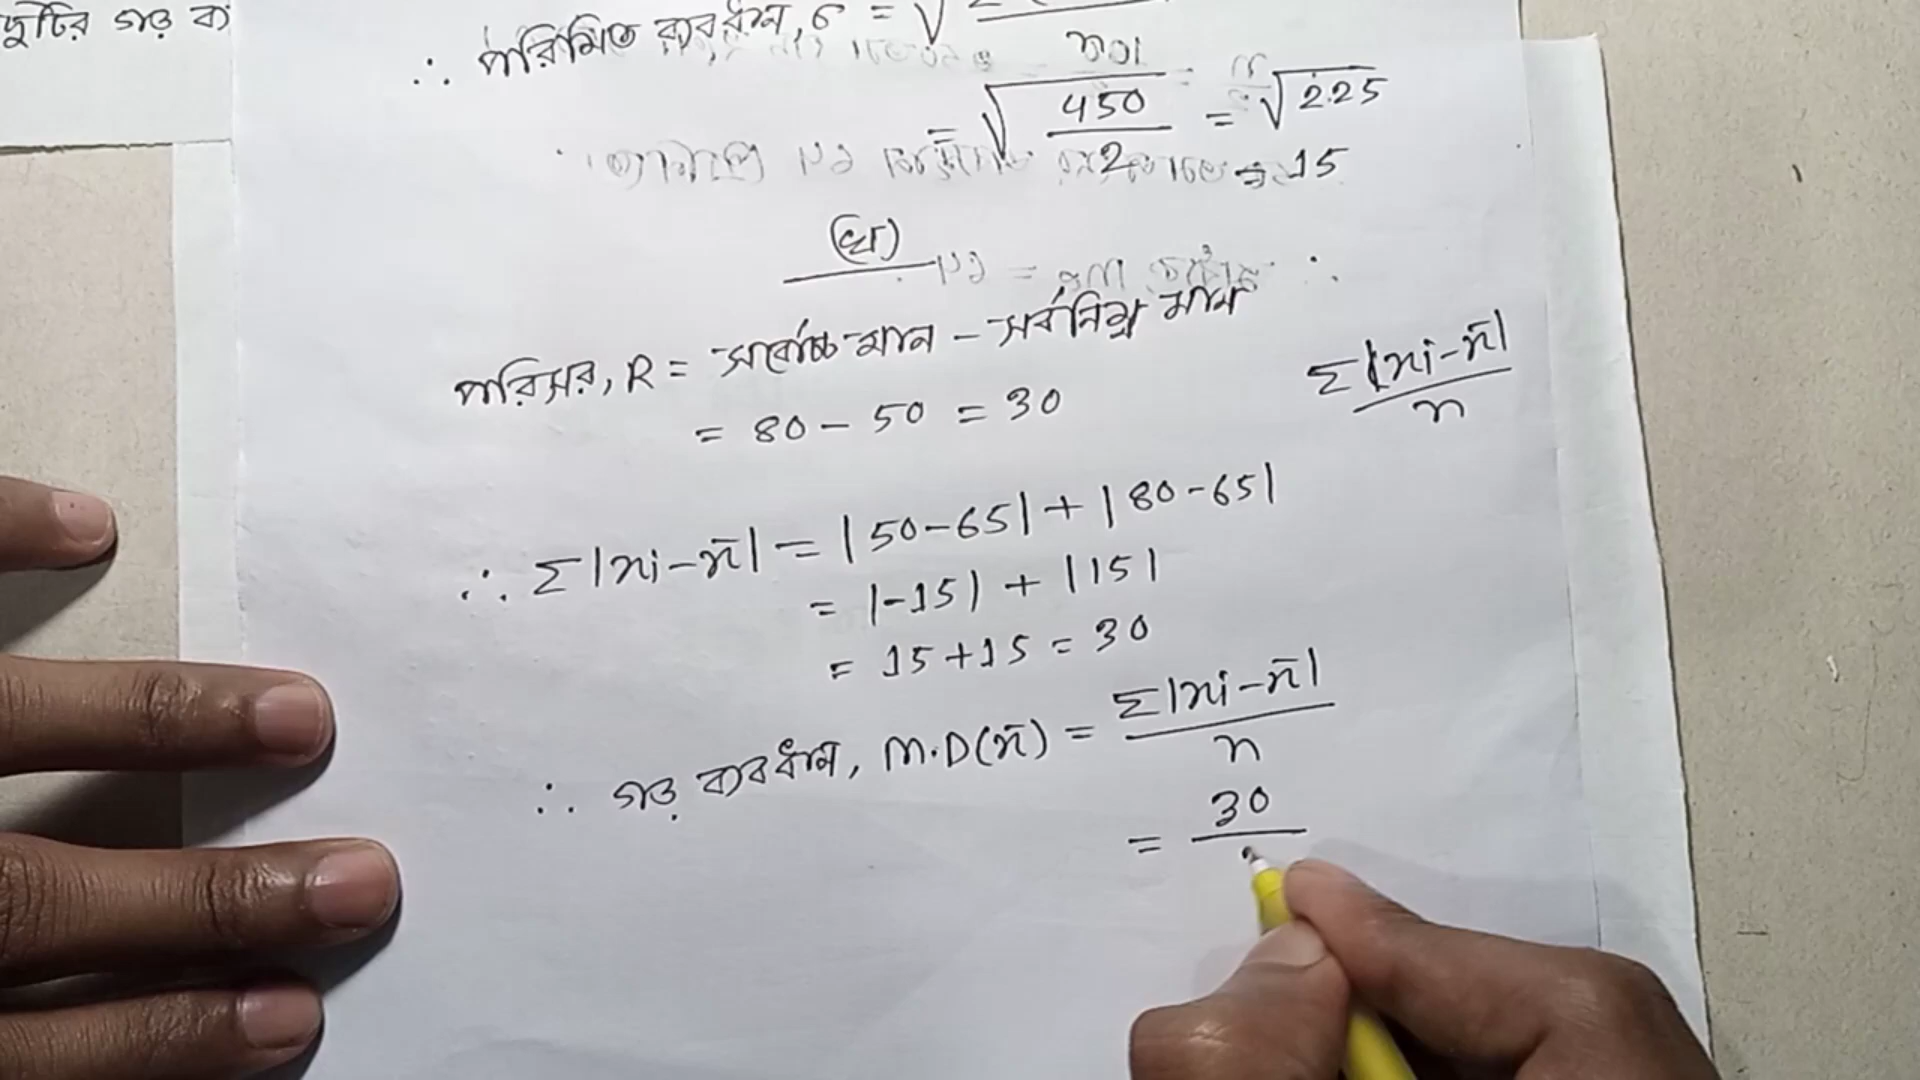 দুটির গড় ব্য
∴ পরিমিত ব্যবধান, σ = √
= √450/2 = √225
= 15
(খ)
পরিসর, R = সর্বোচ্চ মান - সর্বনিম্ন মান
= 80 - 50 = 30
Σ|xi - x̄|/n
∴ Σ|xi - x̄| = |50 - 65| + |80 - 65|
= |-15| + |15|
= 15 + 15 = 30
∴ গড় ব্যবধান, M.D(x̄) = Σ|xi - x̄|/n
= 30/